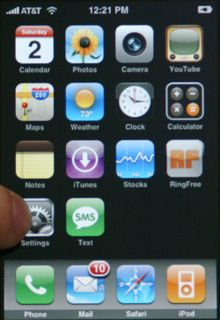 AT&T 12:21 PM
Saturday
2
Calendar Photos Camera YouTube
280
73°
Maps Weather Clock Calculator
RF
Notes iTunes Stocks RingFree
SMS
Settings Text
10
Phone Mail Safari iPod